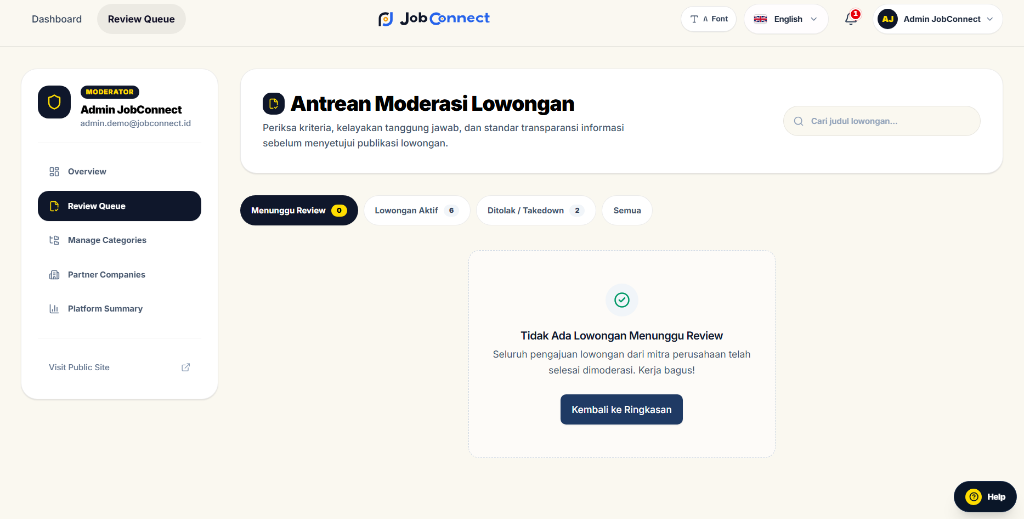 Dashboard
Review Queue
JobConnect
T A Font
English
1
AJ
Admin JobConnect
MODERATOR
Admin JobConnect
admin.demo@jobconnect.id
Overview
Review Queue
Manage Categories
Partner Companies
Platform Summary
Visit Public Site
Antrean Moderasi Lowongan
Periksa kriteria, kelayakan tanggung jawab, dan standar transparansi informasi
sebelum menyetujui publikasi lowongan.
Cari judul lowongan...
Menunggu Review 0
Lowongan Aktif 6
Ditolak / Takedown 2
Semua
Tidak Ada Lowongan Menunggu Review
Seluruh pengajuan lowongan dari mitra perusahaan telah
selesai dimoderasi. Kerja bagus!
Kembali ke Ringkasan
Help